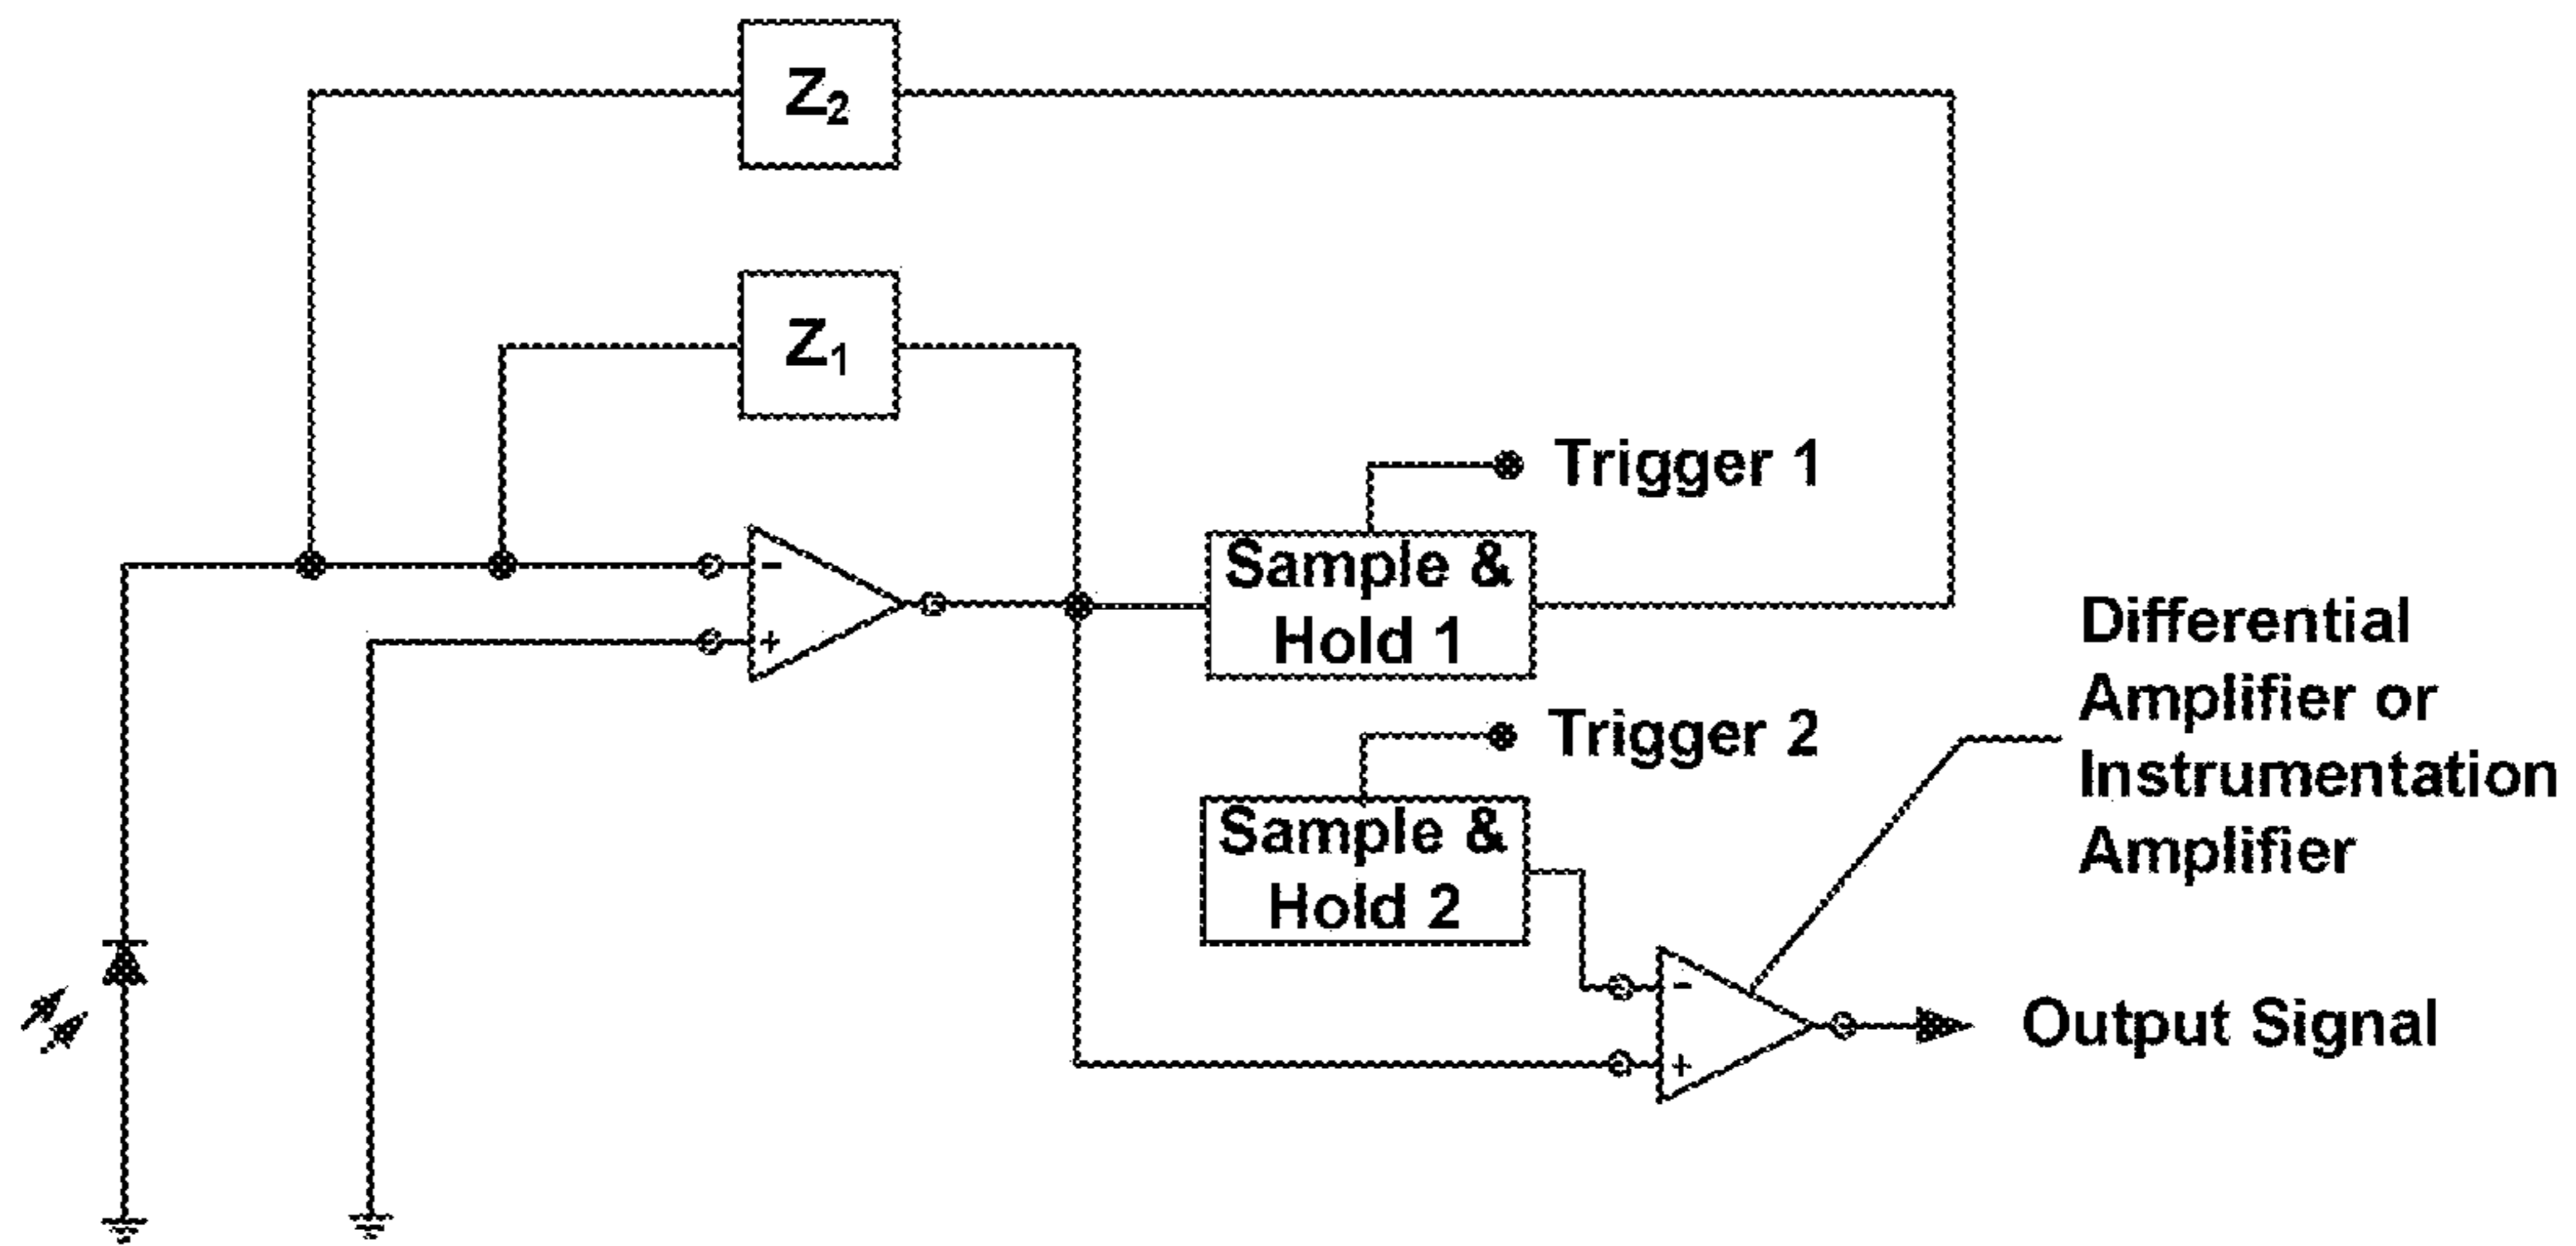 Z2
Z1
Trigger 1
-
+
Sample &
Hold 1
Trigger 2
Sample &
Hold 2
Differential
Amplifier or
Instrumentation
Amplifier
-
+
Output Signal